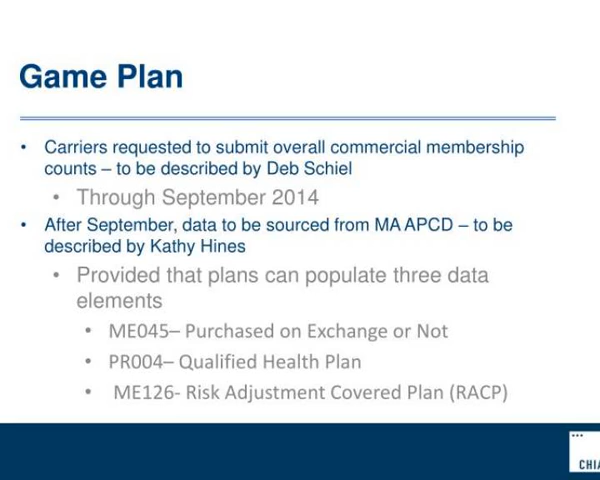 Game Plan
• Carriers requested to submit overall commercial membership
counts – to be described by Deb Schiel
• Through September 2014
• After September, data to be sourced from MA APCD – to be
described by Kathy Hines
• Provided that plans can populate three data
elements
• ME045– Purchased on Exchange or Not
• PR004– Qualified Health Plan
• ME126- Risk Adjustment Covered Plan (RACP)